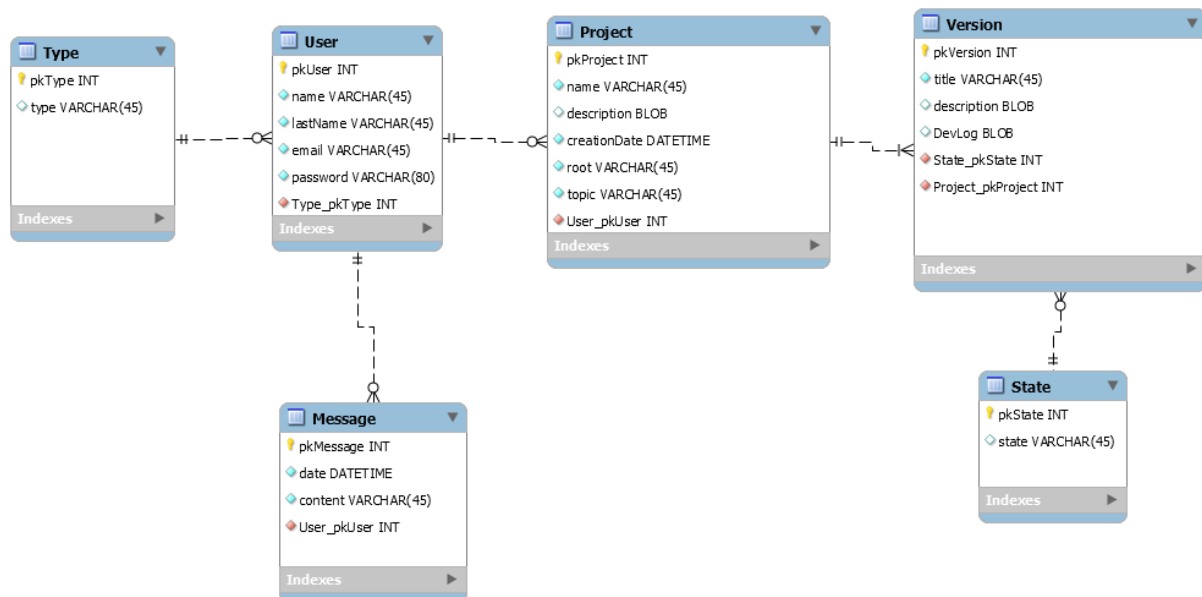 Type
pkType INT
type VARCHAR(45)
Indexes
User
pkUser INT
name VARCHAR(45)
lastName VARCHAR(45)
email VARCHAR(45)
password VARCHAR(80)
Type_pkType INT
Indexes
Project
pkProject INT
name VARCHAR(45)
description BLOB
creationDate DATETIME
root VARCHAR(45)
topic VARCHAR(45)
User_pkUser INT
Indexes
Version
pkVersion INT
title VARCHAR(45)
description BLOB
DevLog BLOB
State_pkState INT
Project_pkProject INT
Indexes
Message
pkMessage INT
date DATETIME
content VARCHAR(45)
User_pkUser INT
Indexes
State
pkState INT
state VARCHAR(45)
Indexes